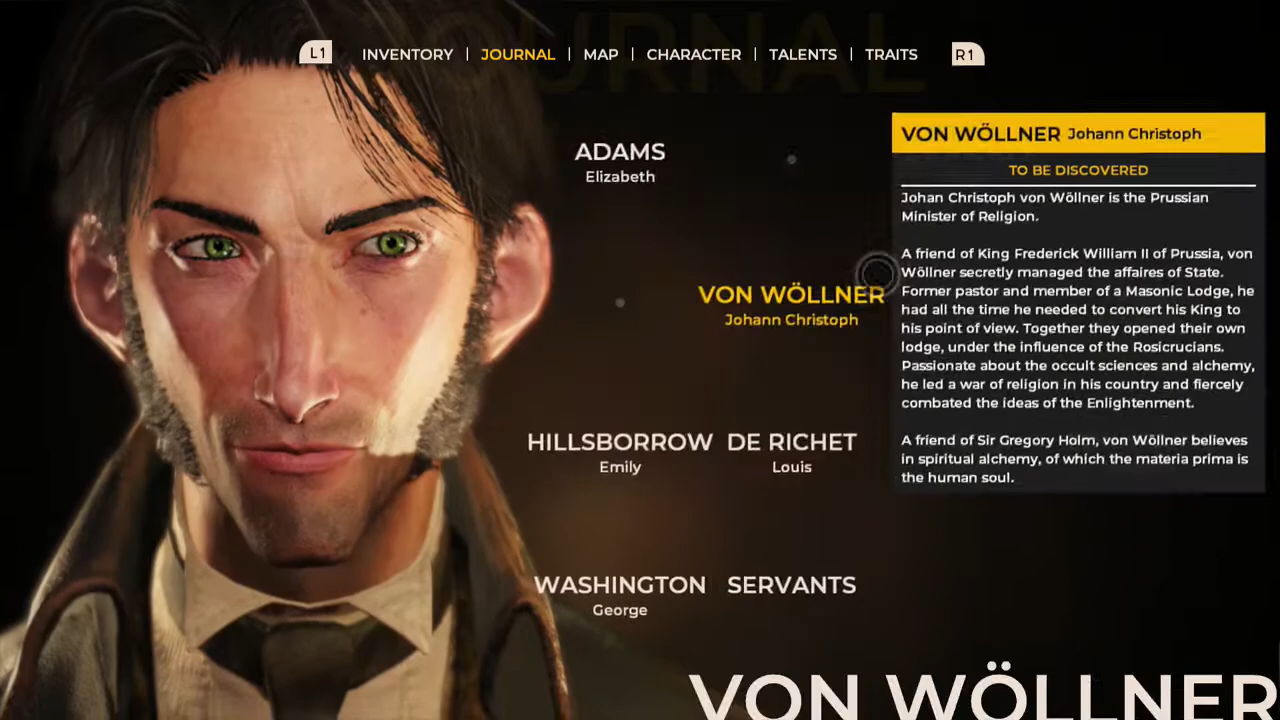 JOURNAL
L1 INVENTORY | JOURNAL | MAP | CHARACTER | TALENTS | TRAITS R1
ADAMS
Elizabeth
VON WÖLLNER
Johann Christoph
HILLSBORROW
Emily
DE RICHET
Louis
WASHINGTON
George
SERVANTS
VON WÖLLNER Johann Christoph
TO BE DISCOVERED
Johan Christoph von Wöllner is the Prussian
Minister of Religion.
A friend of King Frederick William II of Prussia, von
Wöllner secretly managed the affaires of State.
Former pastor and member of a Masonic Lodge, he
had all the time he needed to convert his King to
his point of view. Together they opened their own
lodge, under the influence of the Rosicrucians.
Passionate about the occult sciences and alchemy,
he led a war of religion in his country and fiercely
combated the ideas of the Enlightenment.
A friend of Sir Gregory Holm, von Wöllner believes
in spiritual alchemy, of which the materia prima is
the human soul.
VON WÖLLNER